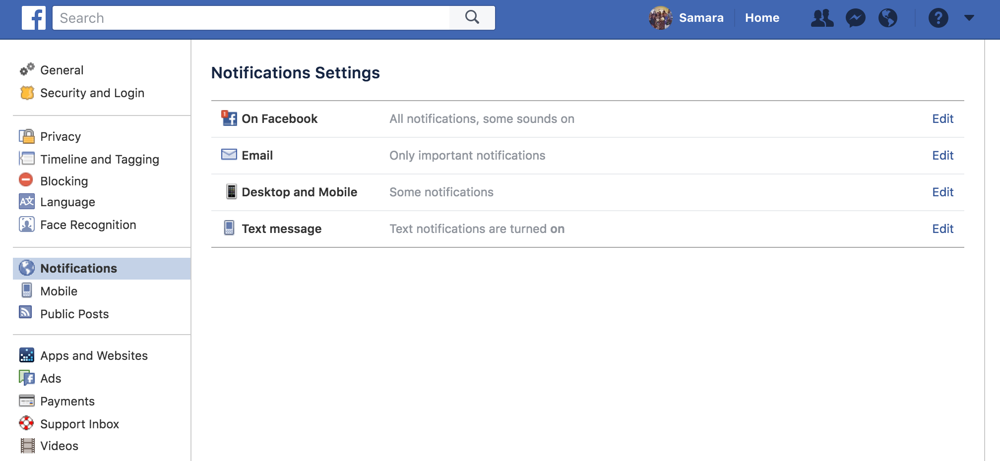 f Search Samara Home ?
General
Security and Login
Privacy
Timeline and Tagging
Blocking
Language
Face Recognition
Notifications
Mobile
Public Posts
Apps and Websites
Ads
Payments
Support Inbox
Videos
Notifications Settings
On Facebook All notifications, some sounds on Edit
Email Only important notifications Edit
Desktop and Mobile Some notifications Edit
Text message Text notifications are turned on Edit